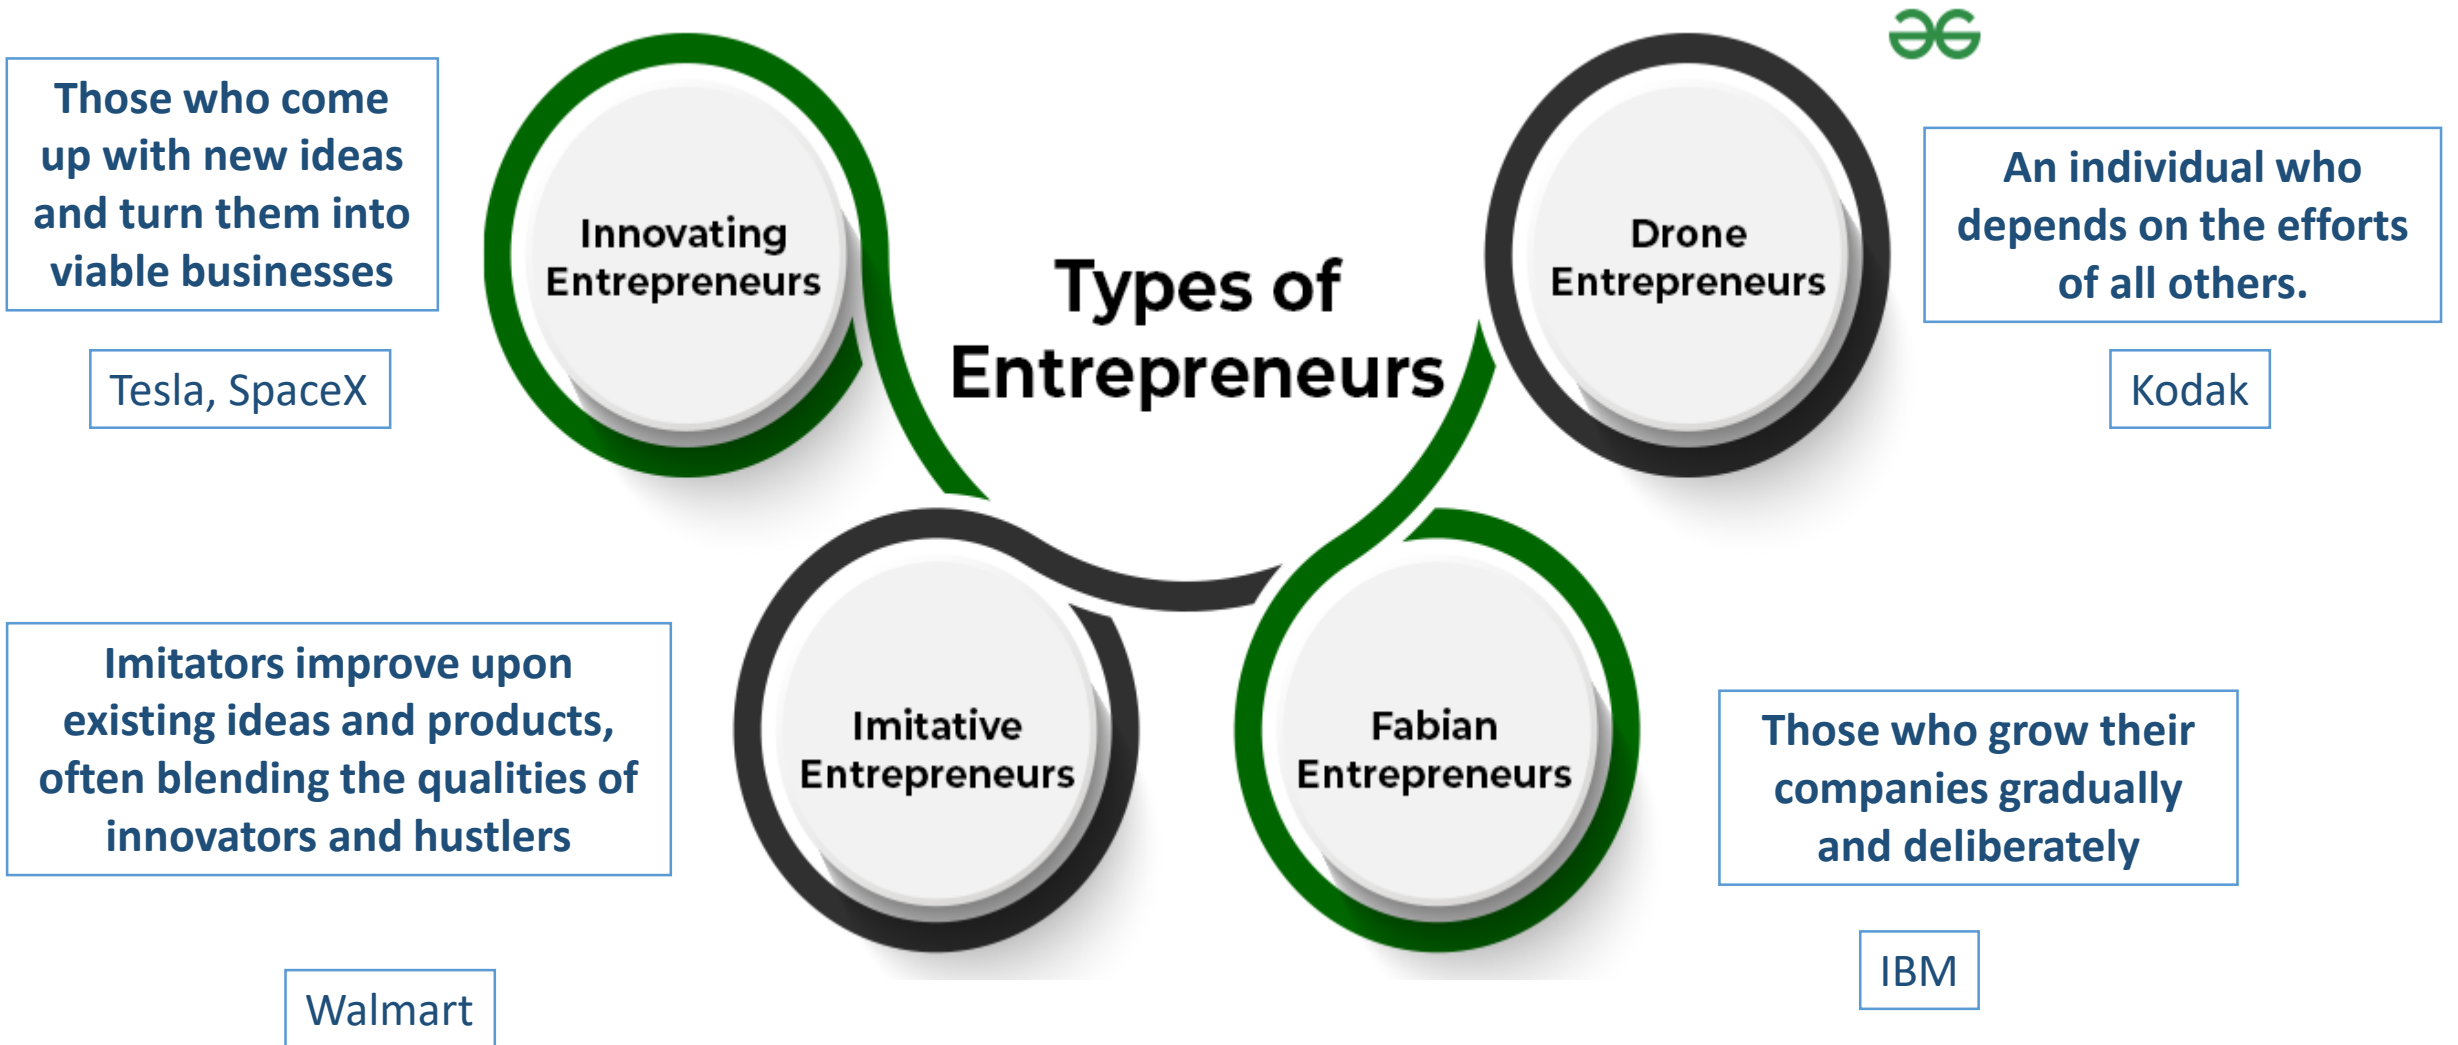 Those who come
up with new ideas
and turn them into
viable businesses
Tesla, SpaceX
Innovating
Entrepreneurs
Types of
Entrepreneurs
Drone
Entrepreneurs
An individual who
depends on the efforts
of all others.
Kodak
Imitators improve upon
existing ideas and products,
often blending the qualities of
innovators and hustlers
Walmart
Imitative
Entrepreneurs
Fabian
Entrepreneurs
Those who grow their
companies gradually
and deliberately
IBM